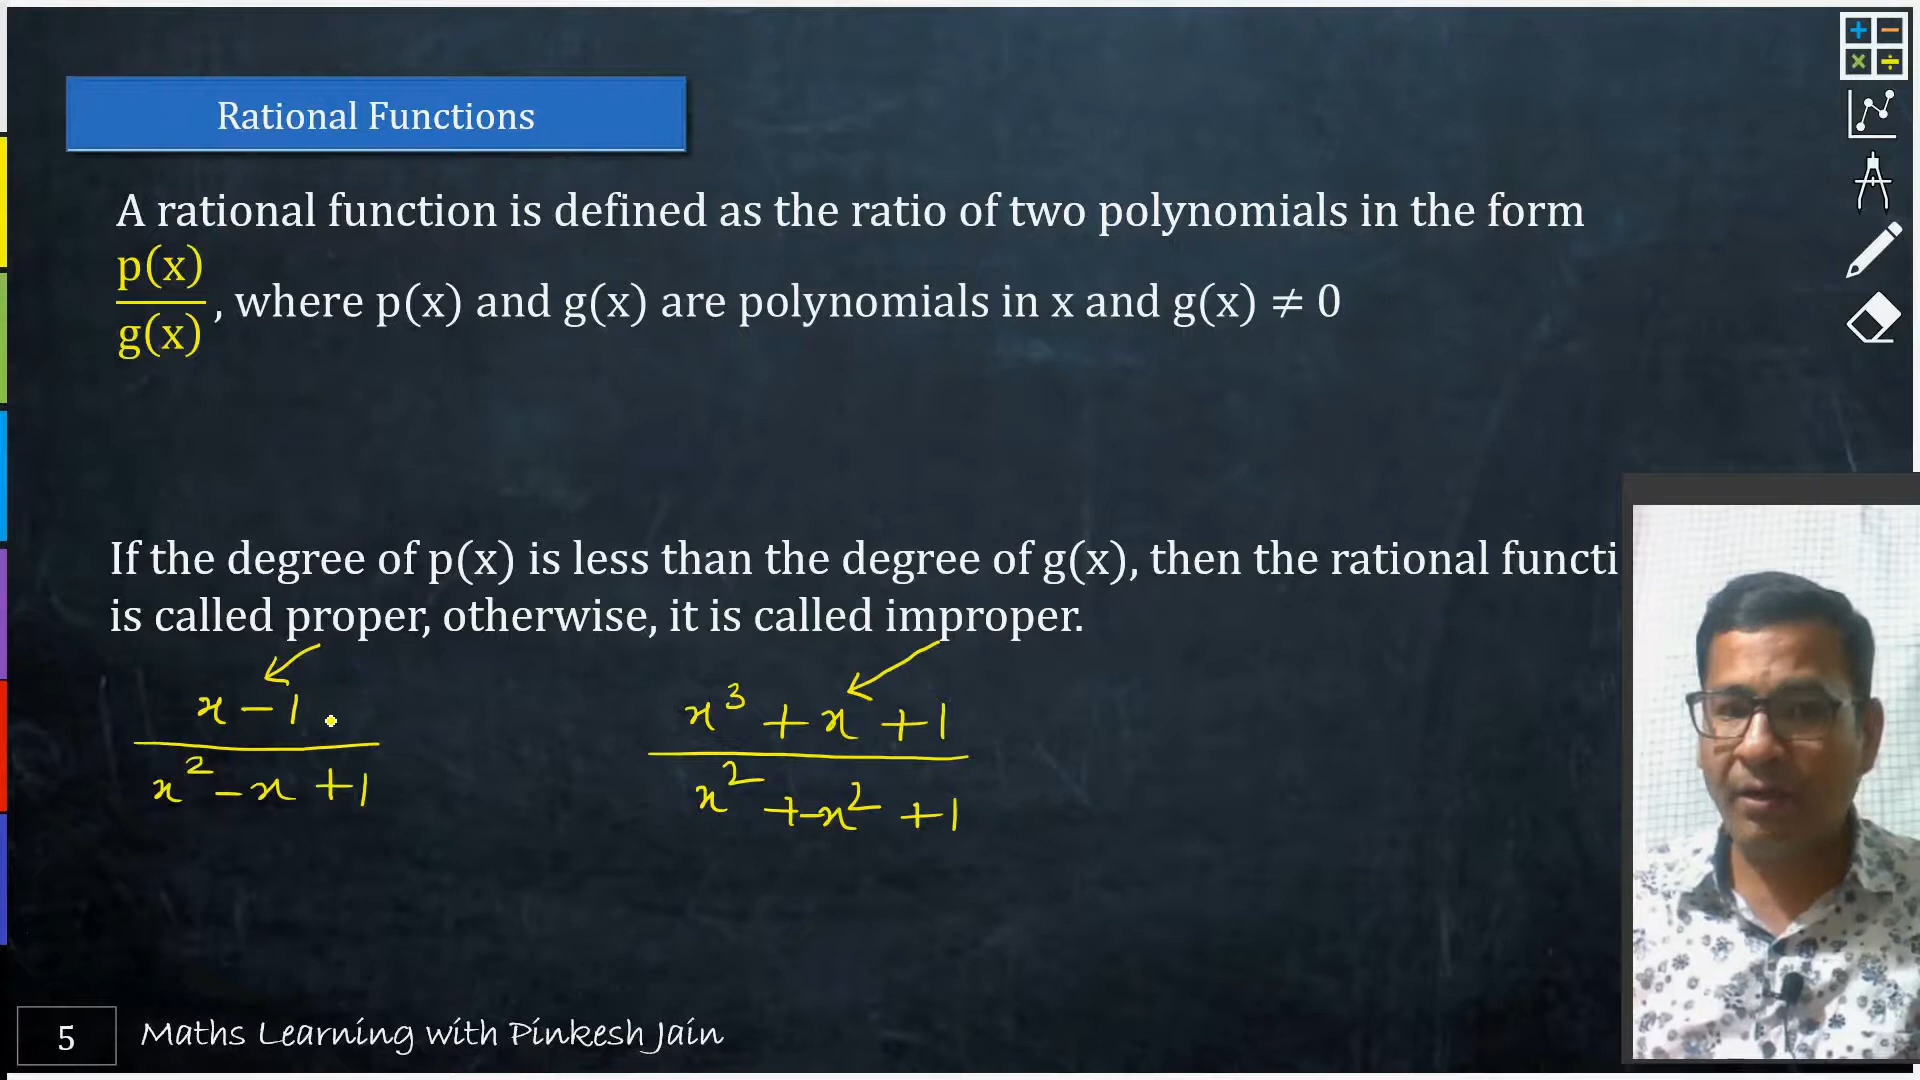 Rational Functions
A rational function is defined as the ratio of two polynomials in the form
p(x)
g(x) , where p(x) and g(x) are polynomials in x and g(x) ≠ 0
If the degree of p(x) is less than the degree of g(x), then the rational functi
is called proper, otherwise, it is called improper.
x - 1
x² - x + 1
x³ + x + 1
x² + - x² + 1
5
Maths Learning with Pinkesh Jain